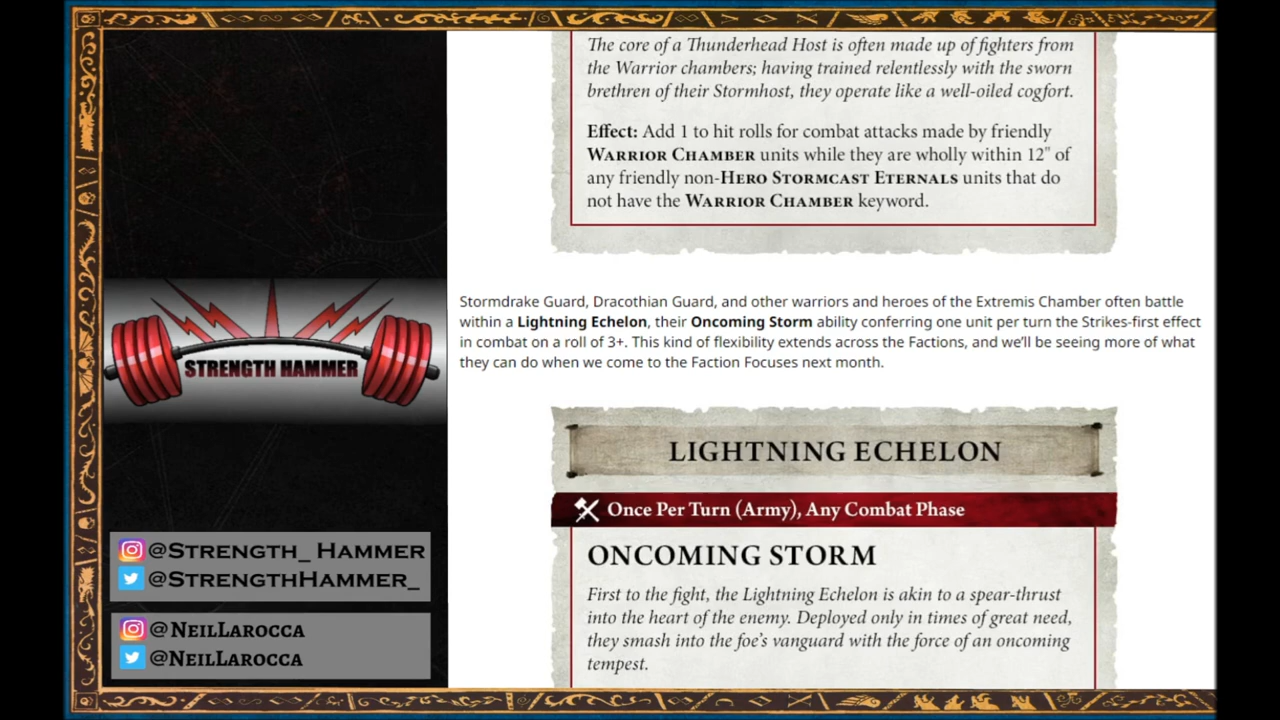 The core of a Thunderhead Host is often made up of fighters from
the Warrior chambers; having trained relentlessly with the sworn
brethren of their Stormhost, they operate like a well-oiled cogfort.
Effect: Add 1 to hit rolls for combat attacks made by friendly
WARRIOR CHAMBER units while they are wholly within 12" of
any friendly non-HERO STORMCAST ETERNALS units that do
not have the WARRIOR CHAMBER keyword.
Stormdrake Guard, Dracothian Guard, and other warriors and heroes of the Extremis Chamber often battle
within a Lightning Echelon, their Oncoming Storm ability conferring one unit per turn the Strikes-first effect
in combat on a roll of 3+. This kind of flexibility extends across the Factions, and we'll be seeing more of what
they can do when we come to the Faction Focuses next month.
LIGHTNING ECHELON
Once Per Turn (Army), Any Combat Phase
ONCOMING STORM
First to the fight, the Lightning Echelon is akin to a spear-thrust
into the heart of the enemy. Deployed only in times of great need,
they smash into the foe's vanguard with the force of an oncoming
tempest.
STRENGTH HAMMER
@STRENGTH_ HAMMER
@STRENGTHHAMMER_
@NEILLAROCCA
@NEILLAROCCA